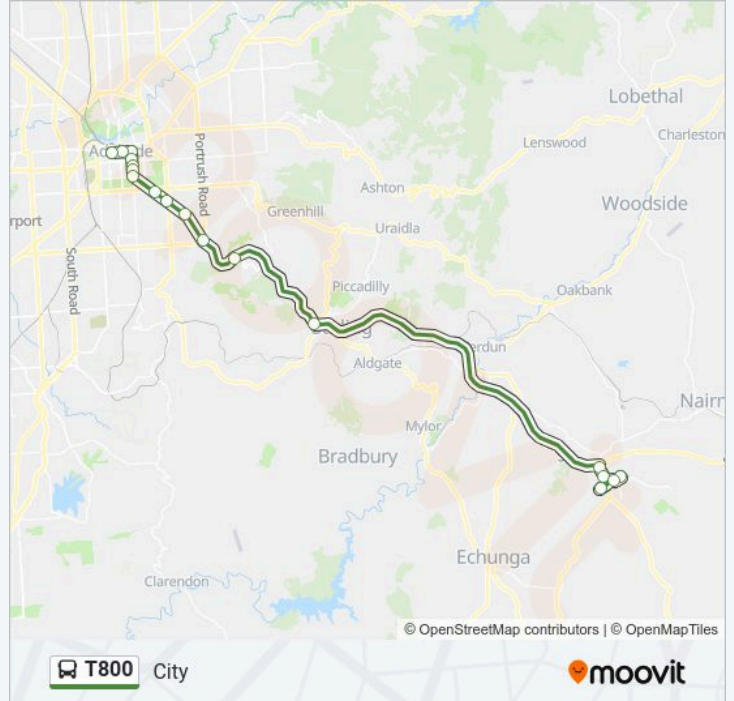 Lobethal
Charleston
Lenswood
Portrush Road
Ashton
Woodside
Greenhill
Uraidla
rport
South Road
Piccadilly
Oakbank
Aldgate
erdun
Nairn
Mylor
Bradbury
Echunga
Clarendon
© OpenStreetMap contributors | © OpenMapTiles
T800 City
moovit